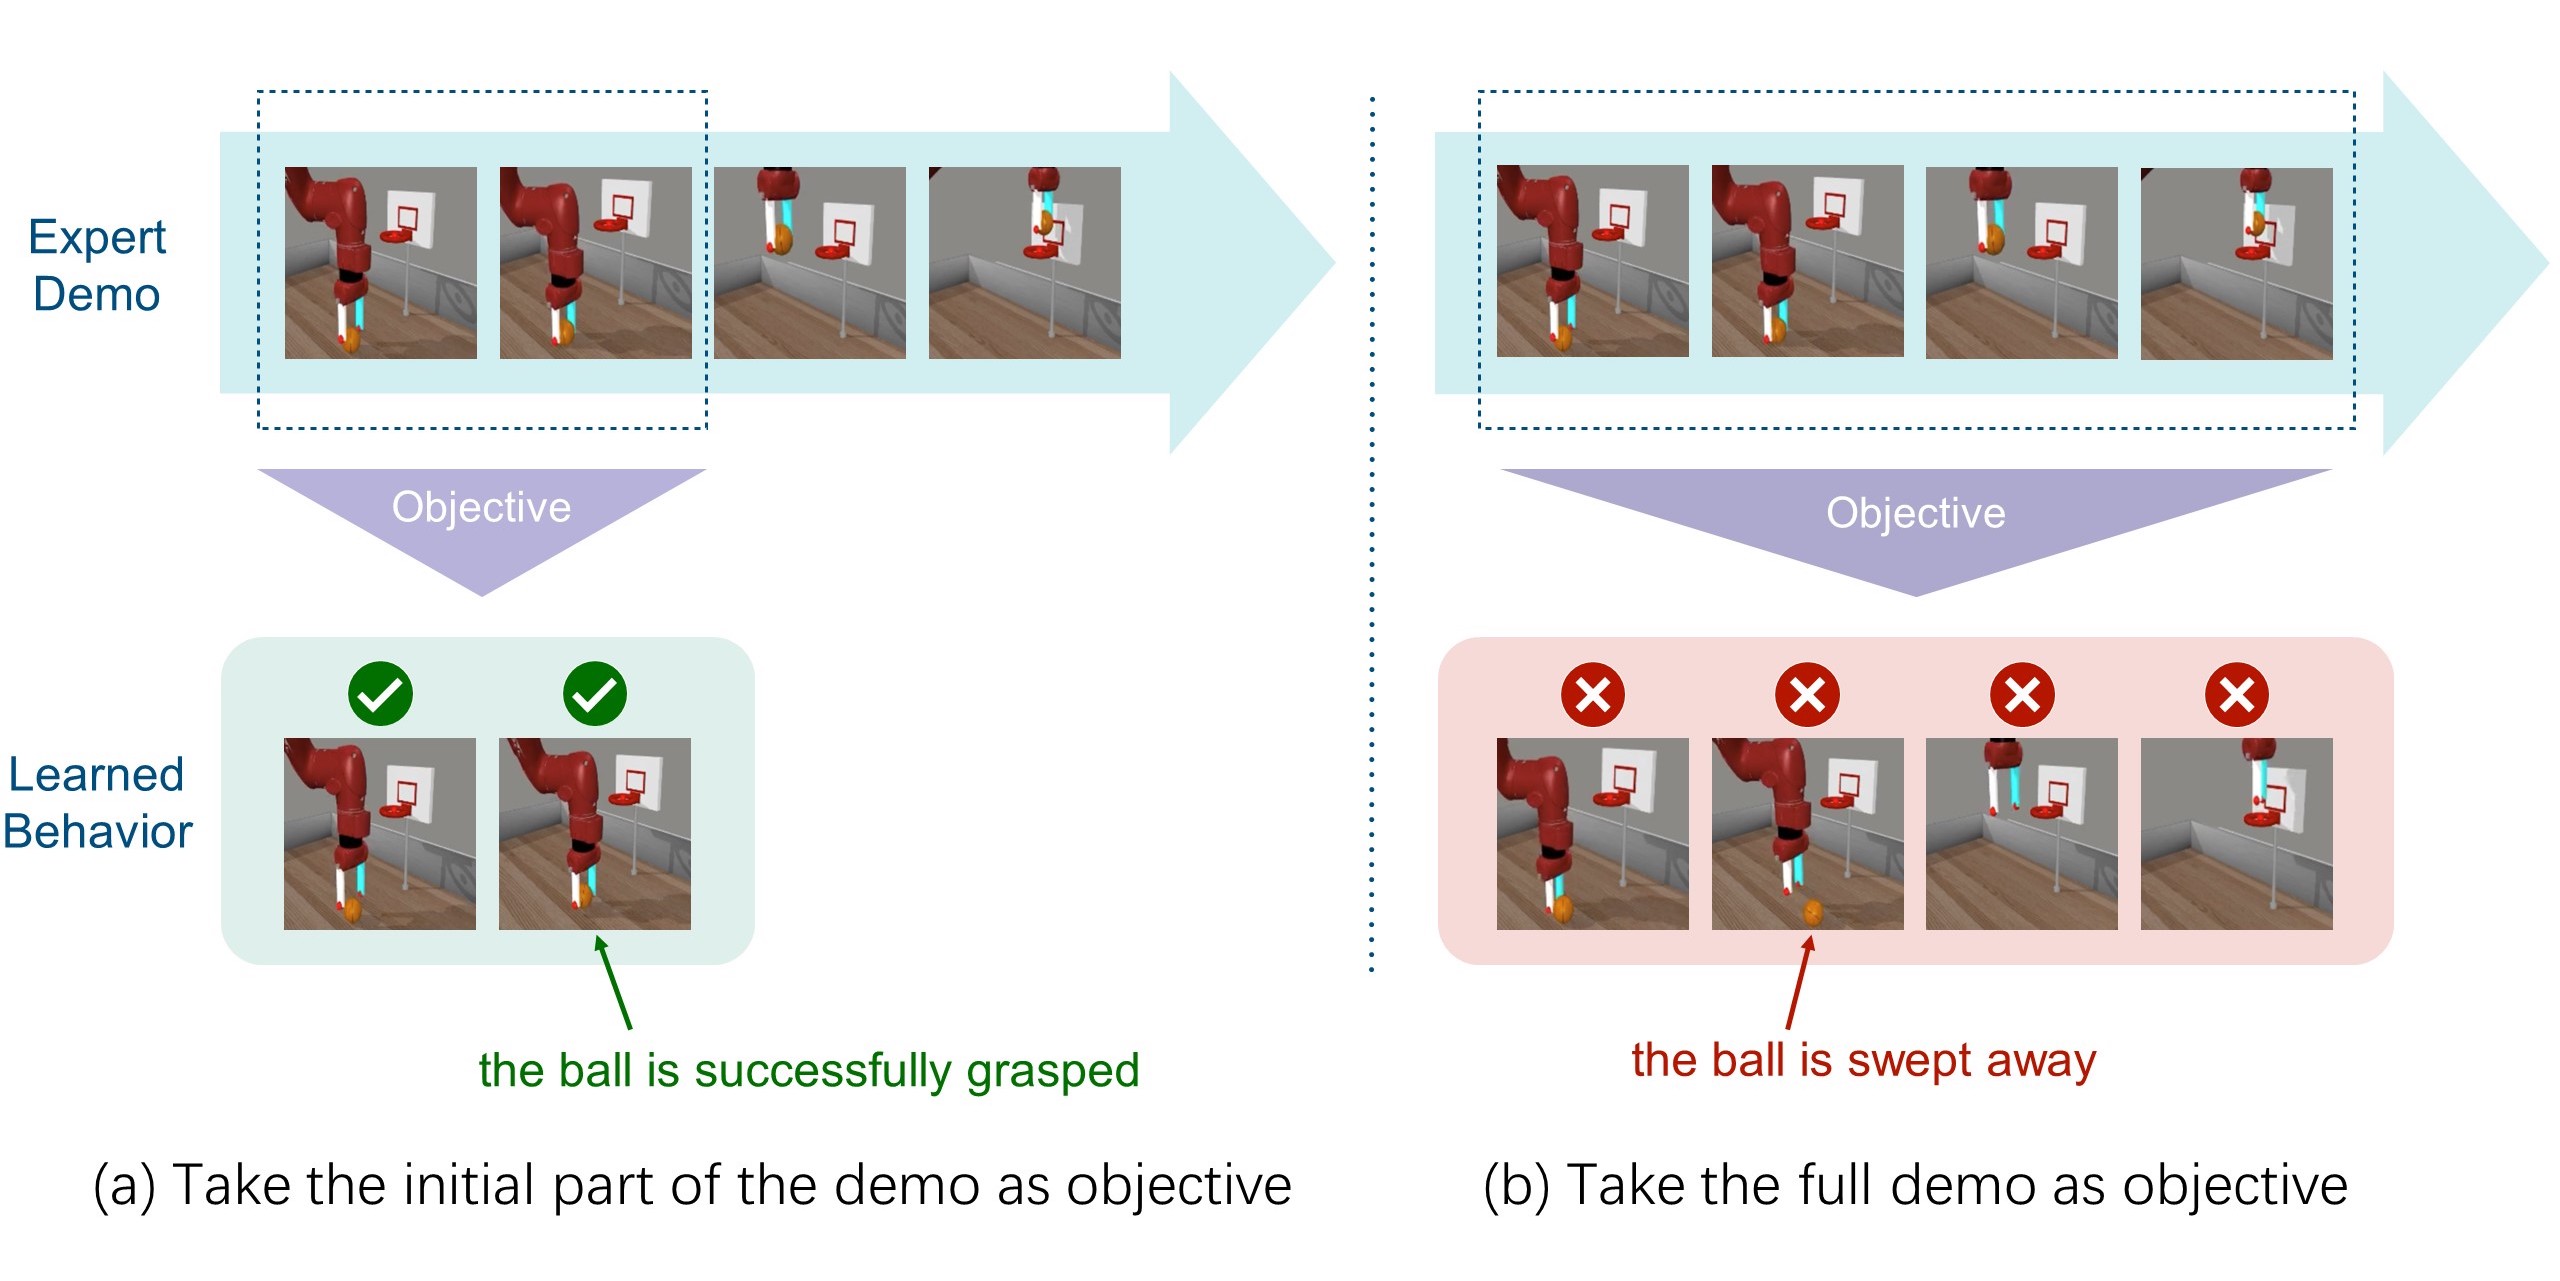 Expert
Demo
Objective
Objective
Learned
Behavior
the ball is successfully grasped
the ball is swept away
(a) Take the initial part of the demo as objective
(b) Take the full demo as objective